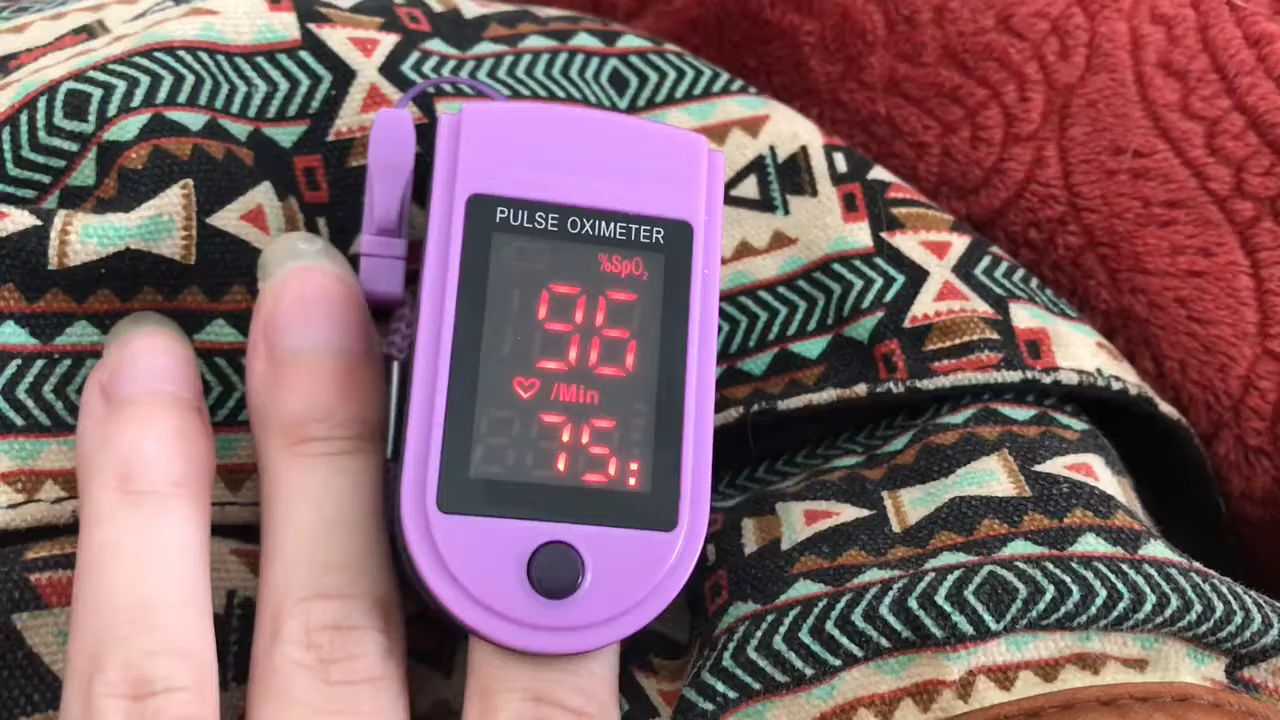 PULSE OXIMETER
%SpO₂
96
/Min
75